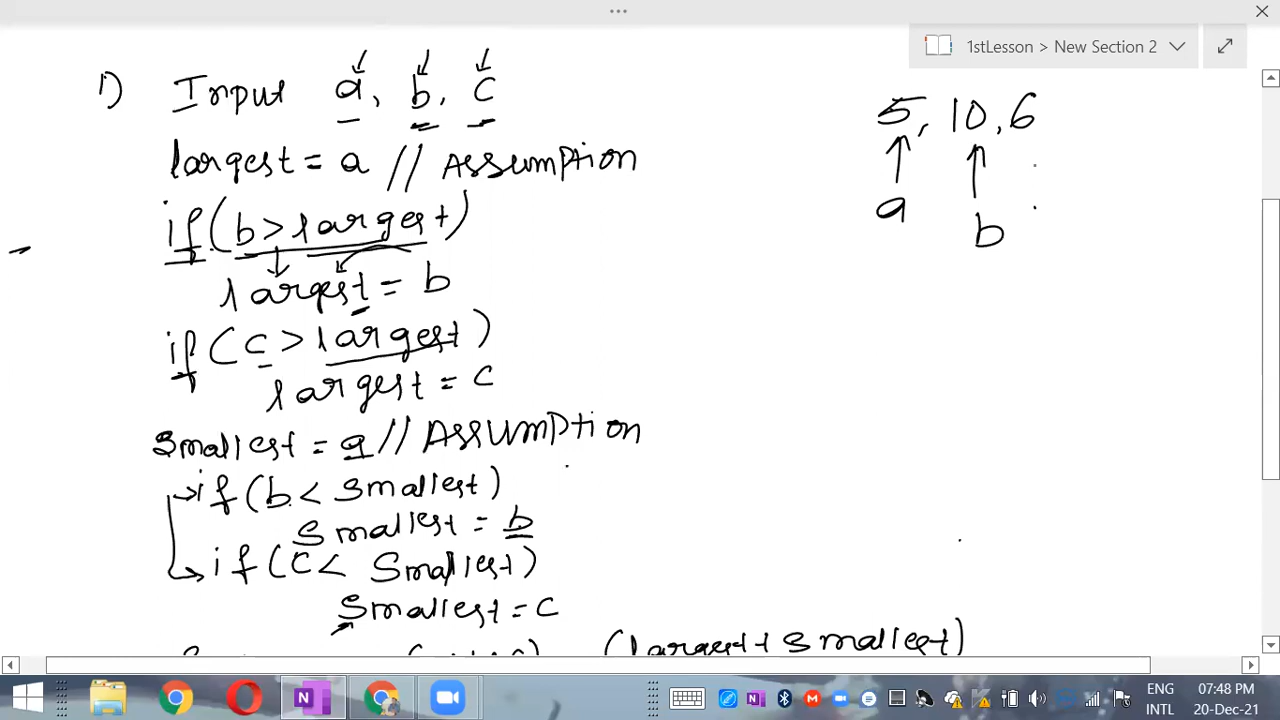 1stLesson > New Section 2
1) Input a, b, c
5, 10, 6
largest = a // Assumption
a
if (b > largest)
b
largest = b
if (c > largest)
largest = c
smallest = a // Assumption
if (b < smallest)
smallest = b
if (c < smallest)
smallest = c
(largest + smallest)
ENG 07:48 PM
INTL 20-Dec-21